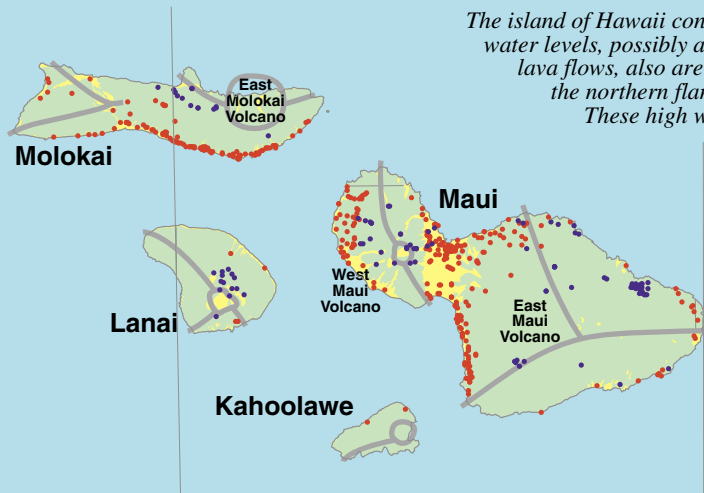 The island of Hawaii con
water levels, possibly a
lava flows, also are
the northern flan
These high w
East
Molokai
Volcano
Molokai
Maui
West
Maui
Volcano
Lanai
East
Maui
Volcano
Kahoolawe